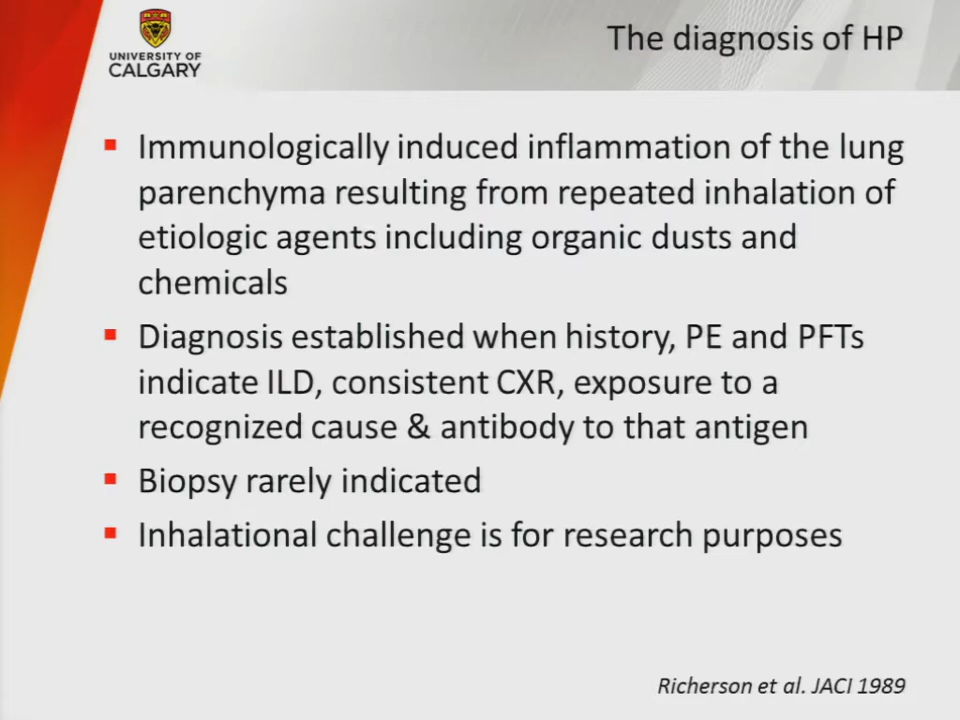 UNIVERSITY OF
CALGARY
The diagnosis of HP
Immunologically induced inflammation of the lung
parenchyma resulting from repeated inhalation of
etiologic agents including organic dusts and
chemicals
Diagnosis established when history, PE and PFTs
indicate ILD, consistent CXR, exposure to a
recognized cause & antibody to that antigen
Biopsy rarely indicated
Inhalational challenge is for research purposes
Richerson et al. JACI 1989